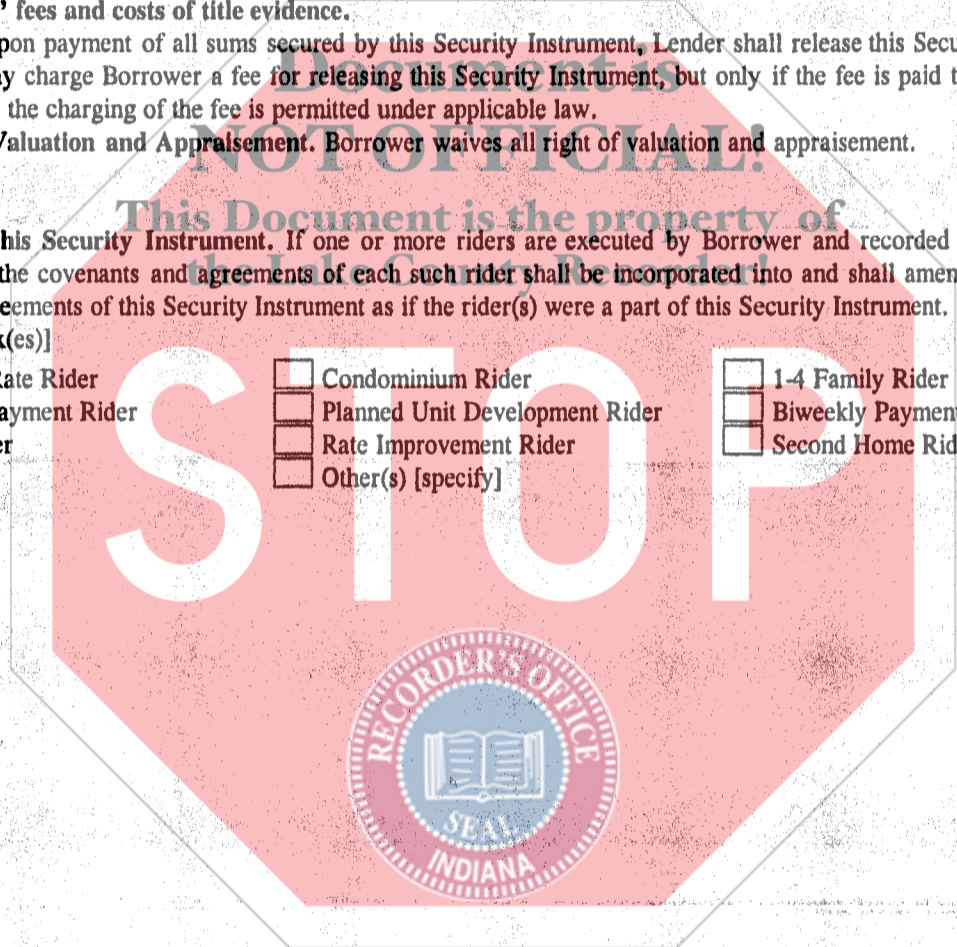 ' fees and costs of title evidence.
pon payment of all sums secured by this Security Instrument, Lender shall release this Secu
y charge Borrower a fee for releasing this Security Instrument, but only if the fee is paid t
the charging of the fee is permitted under applicable law.
Valuation and Appraisement. Borrower waives all right of valuation and appraisement.
his Security Instrument. If one or more riders are executed by Borrower and recorded
the covenants and agreements of each such rider shall be incorporated into and shall amen
eements of this Security Instrument as if the rider(s) were a part of this Security Instrument.
(es)]
ate Rider Condominium Rider 1-4 Family Rider
ayment Rider Planned Unit Development Rider Biweekly Paymen
er Rate Improvement Rider Second Home Rid
Other(s) [specify]
Document is
NOT OFFICIAL!
This Document is the property of
the Lake County Recorder!
STOP
RECORDER'S OFFICE
SEAL
INDIANA